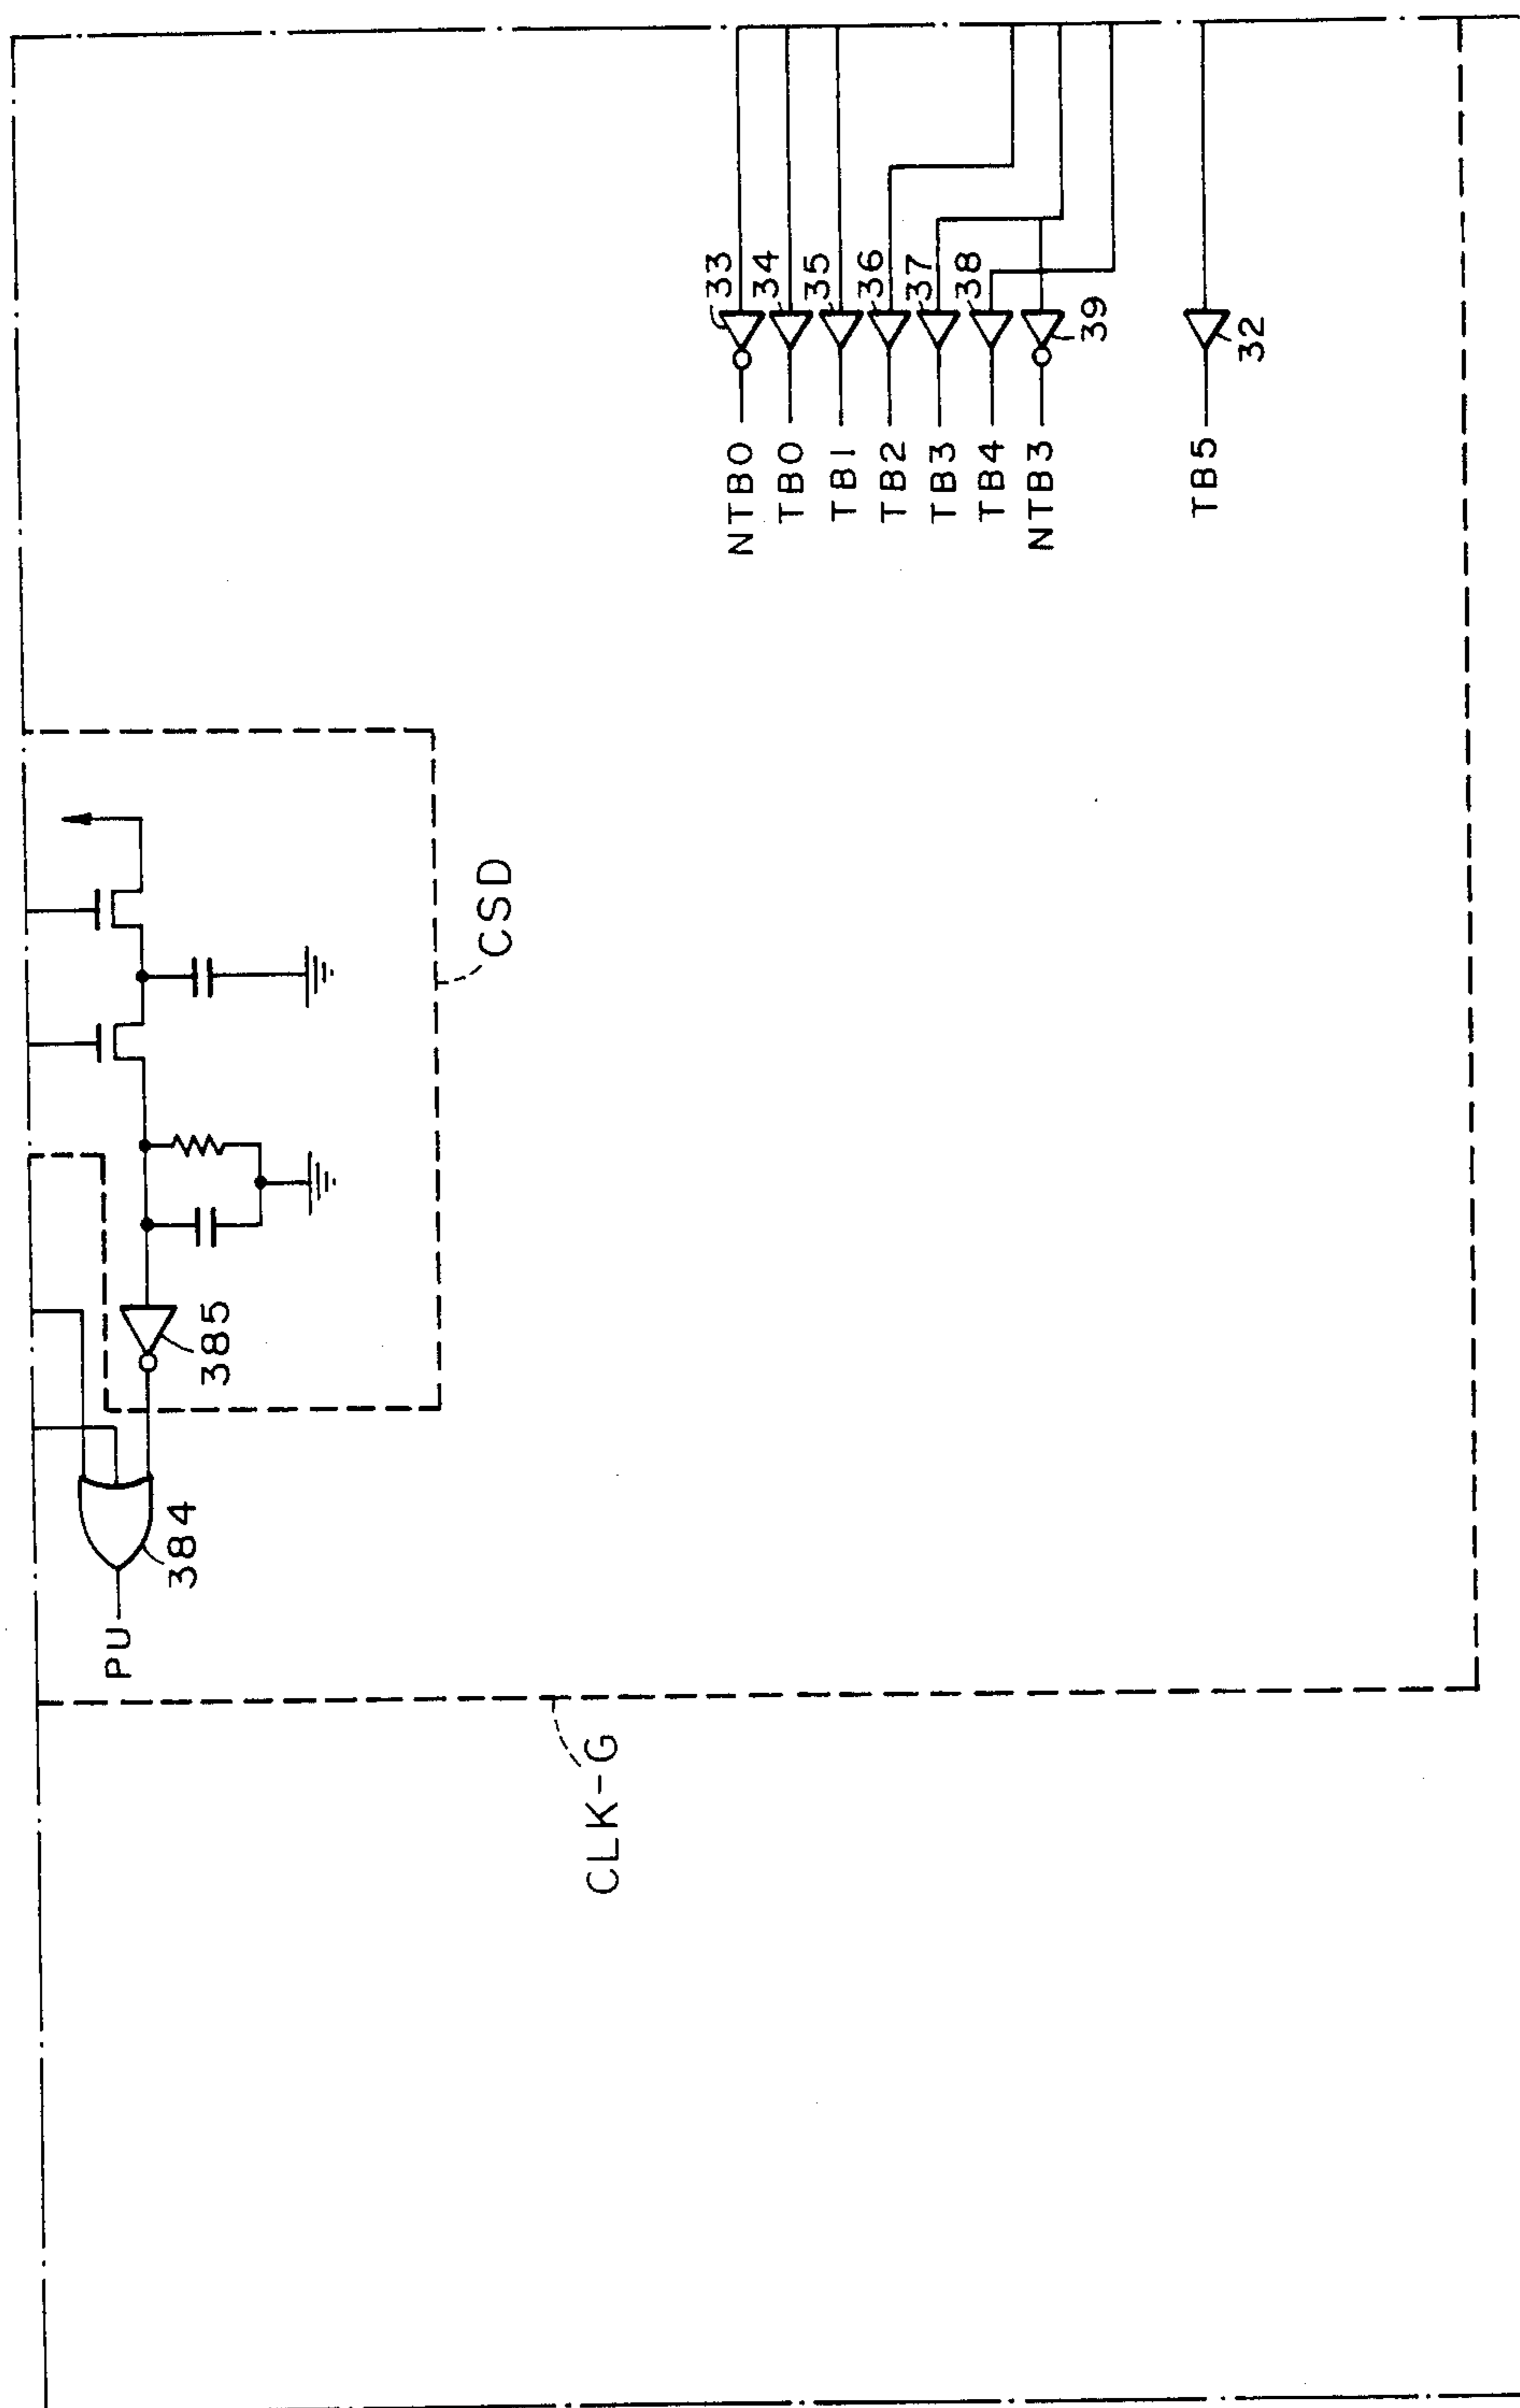 33
34
35
36
37
38
39
32
NTB0
TB0
TB1
TB2
TB3
TB4
NTB3
TB5
CSD
385
384
PU
CLK-G